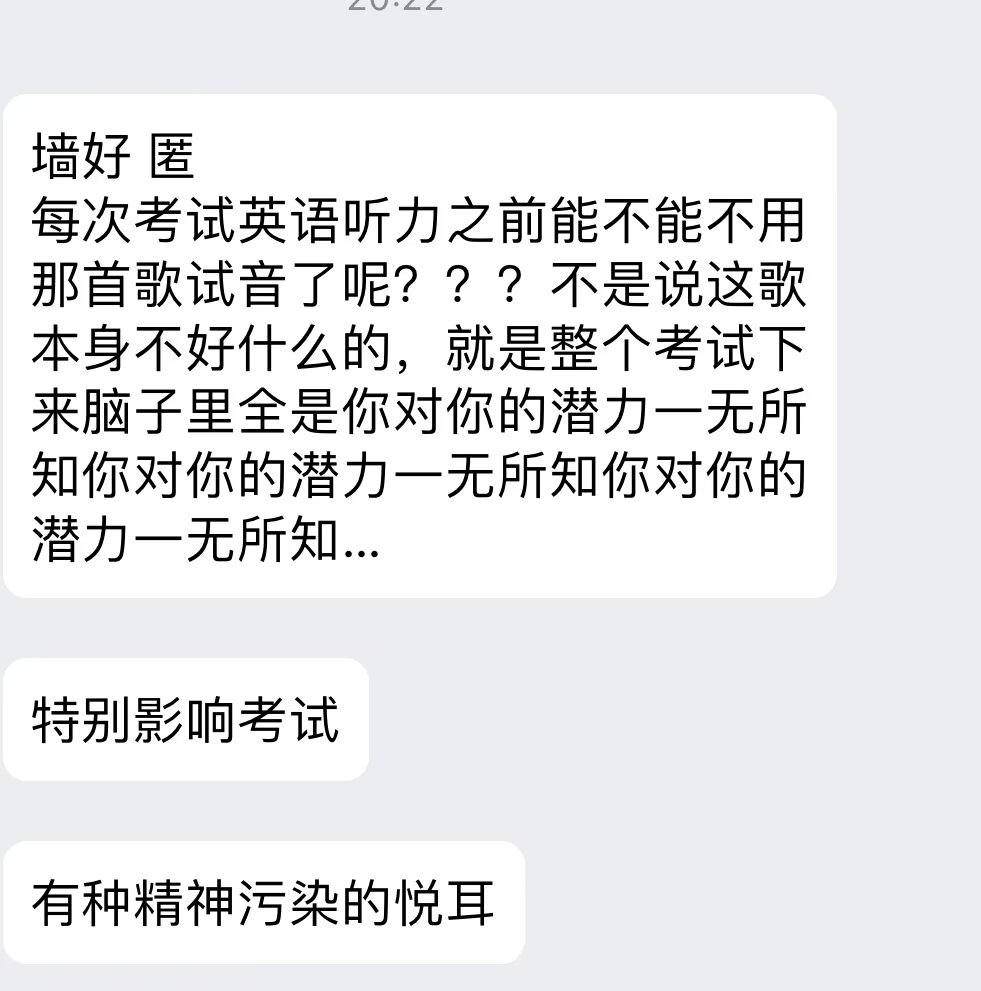 20:22
墙好 匿
每次考试英语听力之前能不能不用
那首歌试音了呢？？？不是说这歌
本身不好什么的，就是整个考试下
来脑子里全是你对你的潜力一无所
知你对你的潜力一无所知你对你的
潜力一无所知...
特别影响考试
有种精神污染的悦耳